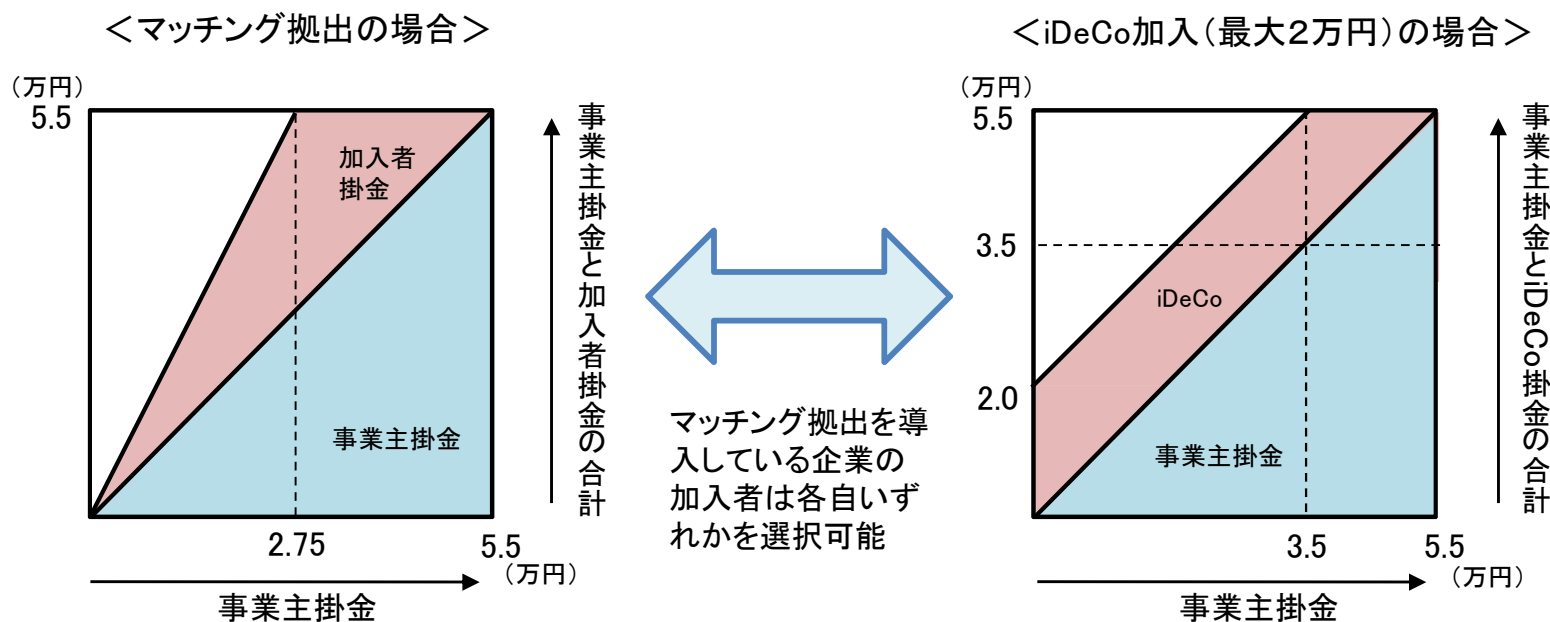 ＜マッチング拠出の場合＞
（万円）
5.5
加入者
掛金
事業主掛金
2.75
5.5
（万円）
事業主掛金
事業主掛金と加入者掛金の合計
マッチング拠出を導
入している企業の
加入者は各自いず
れかを選択可能
＜iDeCo加入（最大２万円）の場合＞
（万円）
5.5
3.5
2.0
iDeCo
事業主掛金
3.5
5.5
（万円）
事業主掛金
事業主掛金とiDeCo掛金の合計